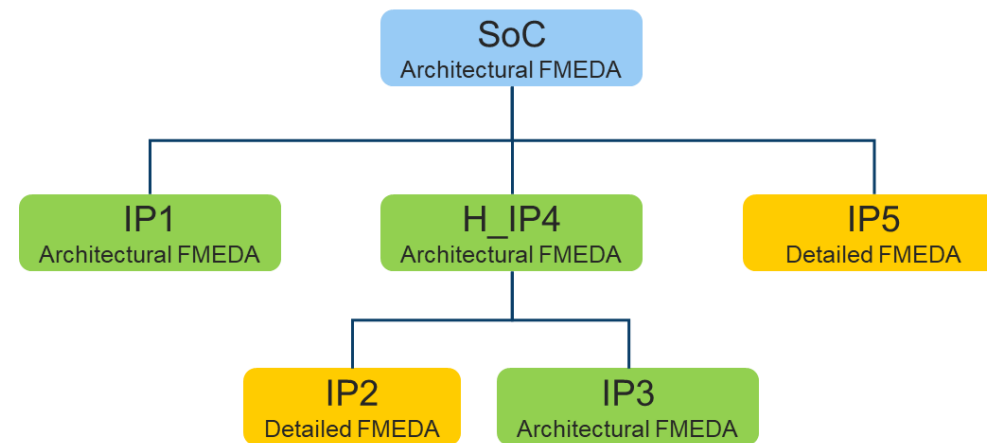 SoC
Architectural FMEDA
IP1
Architectural FMEDA
H_IP4
Architectural FMEDA
IP5
Detailed FMEDA
IP2
Detailed FMEDA
IP3
Architectural FMEDA